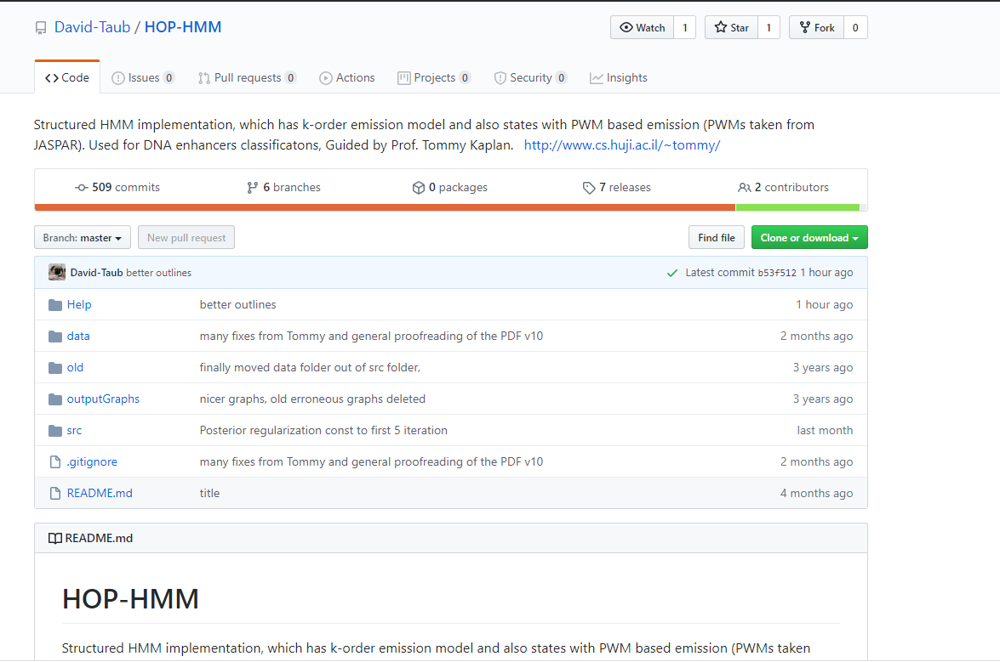 David-Taub / HOP-HMM
Watch 1 Star 1 Fork 0
Code Issues 0 Pull requests 0 Actions Projects 0 Security 0 Insights
Structured HMM implementation, which has k-order emission model and also states with PWM based emission (PWMs taken from
JASPAR). Used for DNA enhancers classificatons, Guided by Prof. Tommy Kaplan. http://www.cs.huji.ac.il/~tommy/
509 commits 6 branches 0 packages 7 releases 2 contributors
Branch: master New pull request Find file Clone or download
David-Taub better outlines Latest commit b53f512 1 hour ago
Help better outlines 1 hour ago
data many fixes from Tommy and general proofreading of the PDF v10 2 months ago
old finally moved data folder out of src folder, 3 years ago
outputGraphs nicer graphs, old erroneous graphs deleted 3 years ago
src Posterior regularization const to first 5 iteration last month
.gitignore many fixes from Tommy and general proofreading of the PDF v10 2 months ago
README.md title 4 months ago
README.md
HOP-HMM
Structured HMM implementation, which has k-order emission model and also states with PWM based emission (PWMs taken